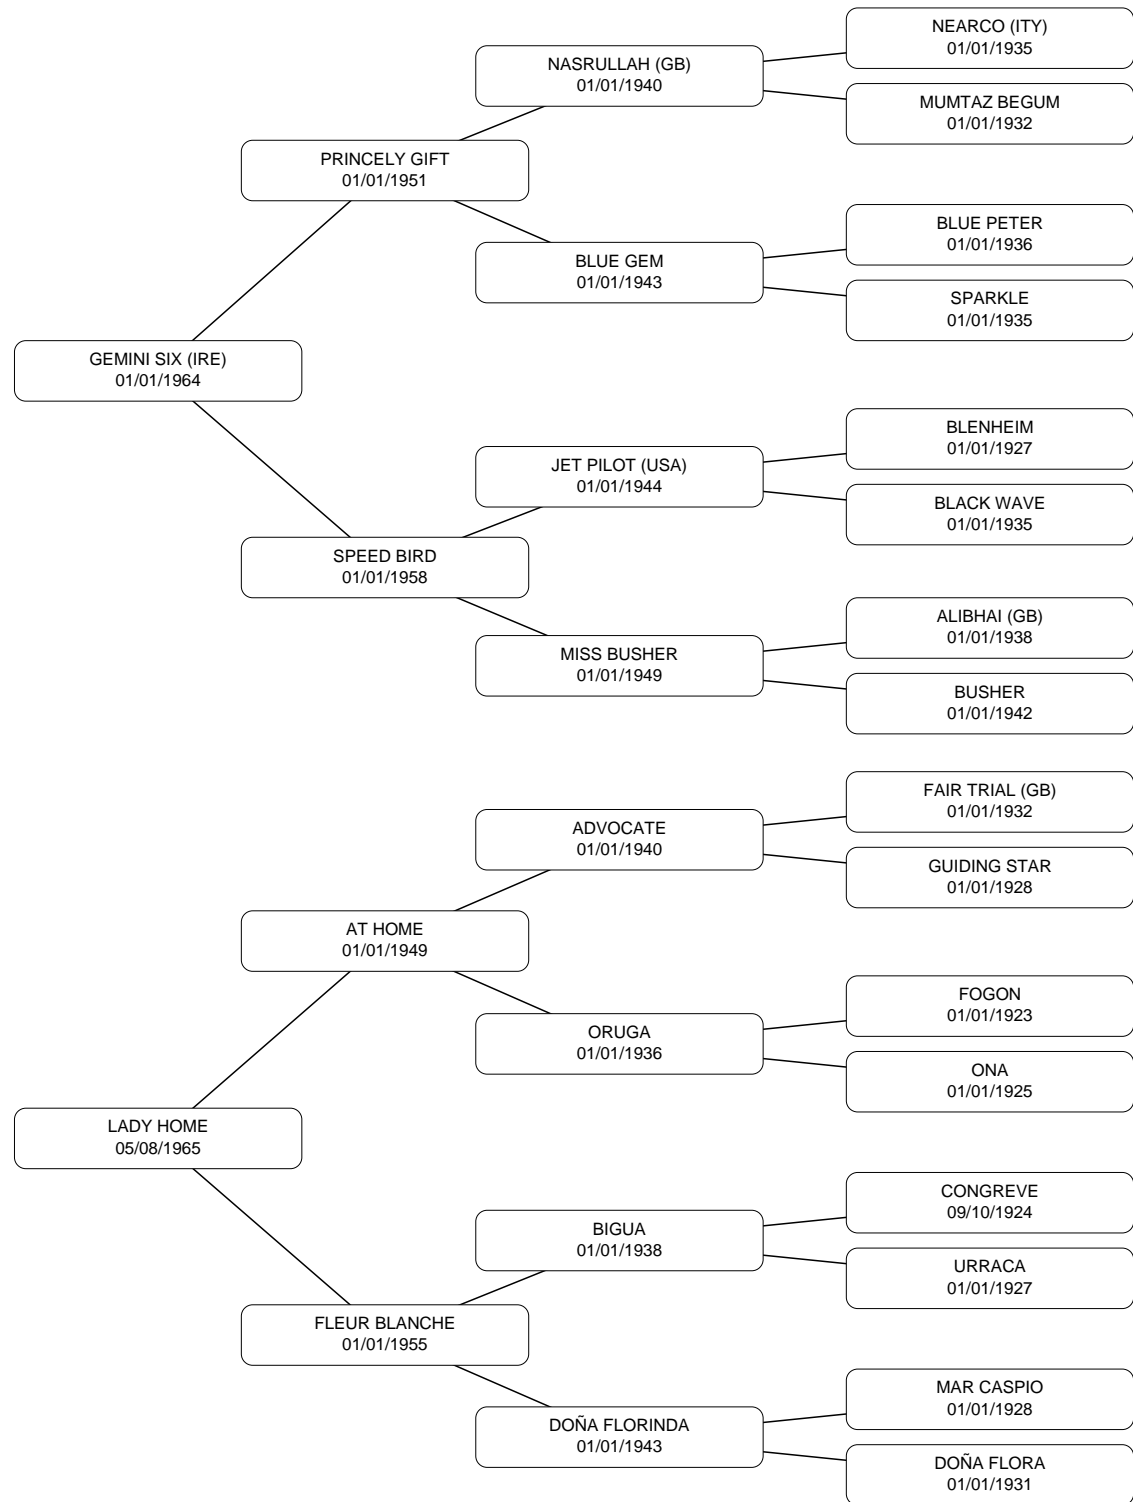 NEARCO (ITY)
01/01/1935
NASRULLAH (GB)
01/01/1940
MUMTAZ BEGUM
01/01/1932
PRINCELY GIFT
01/01/1951
BLUE PETER
01/01/1936
BLUE GEM
01/01/1943
SPARKLE
01/01/1935
GEMINI SIX (IRE)
01/01/1964
BLENHEIM
01/01/1927
JET PILOT (USA)
01/01/1944
BLACK WAVE
01/01/1935
SPEED BIRD
01/01/1958
ALIBHAI (GB)
01/01/1938
MISS BUSHER
01/01/1949
BUSHER
01/01/1942
FAIR TRIAL (GB)
01/01/1932
ADVOCATE
01/01/1940
GUIDING STAR
01/01/1928
AT HOME
01/01/1949
FOGON
01/01/1923
ORUGA
01/01/1936
ONA
01/01/1925
LADY HOME
05/08/1965
CONGREVE
09/10/1924
BIGUA
01/01/1938
URRACA
01/01/1927
FLEUR BLANCHE
01/01/1955
MAR CASPIO
01/01/1928
DOÑA FLORINDA
01/01/1943
DOÑA FLORA
01/01/1931